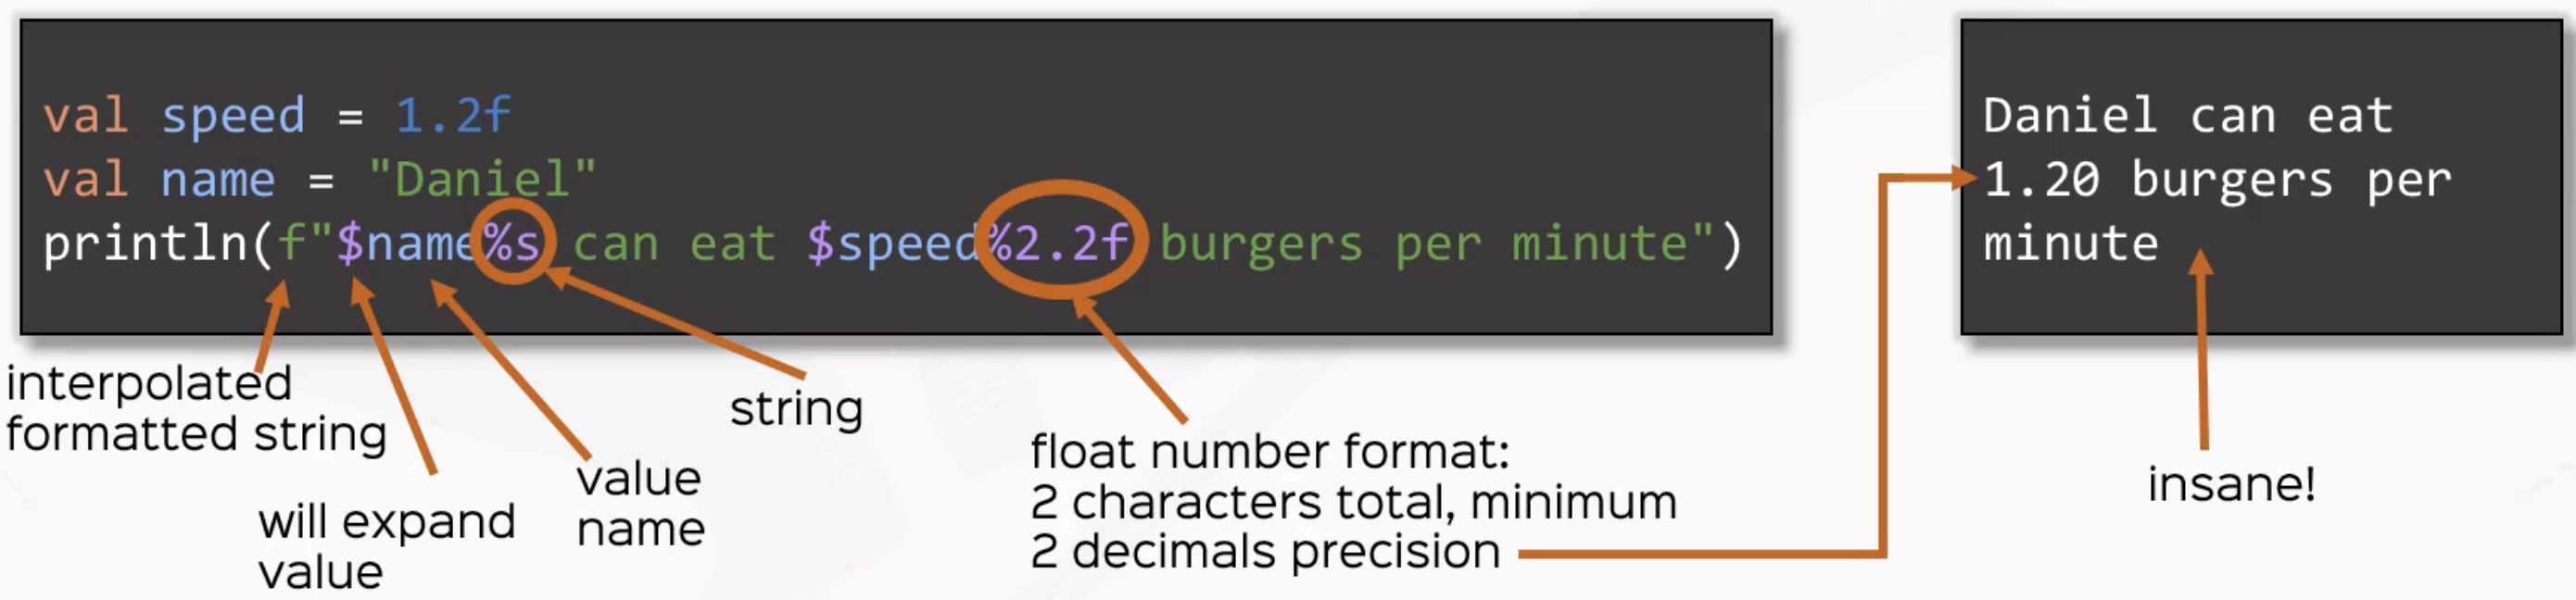 val speed = 1.2f
val name = "Daniel"
println(f"$name%s can eat $speed%2.2f burgers per minute")
Daniel can eat
1.20 burgers per
minute
interpolated
formatted string
will expand
value
value
name
string
float number format:
2 characters total, minimum
2 decimals precision
insane!